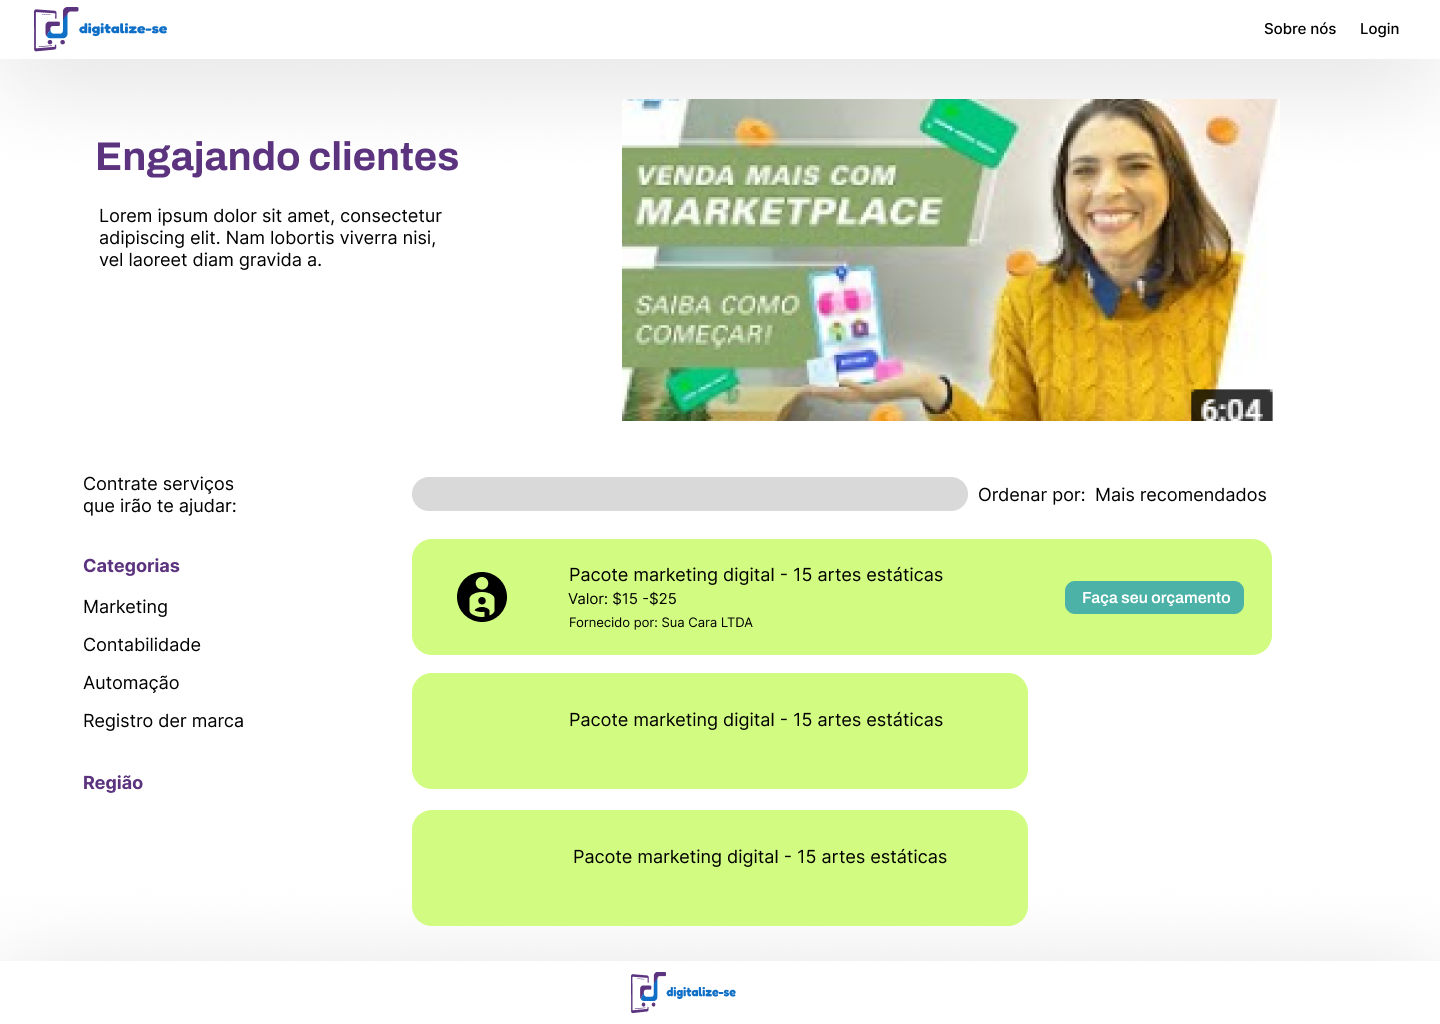 digitalize-se
Sobre nós
Login
Engajando clientes
Lorem ipsum dolor sit amet, consectetur
adipiscing elit. Nam lobortis viverra nisi,
vel laoreet diam gravida a.
VENDA MAIS COM
MARKETPLACE
SAIBA COMO
COMEÇAR!
6:04
Contrate serviços
que irão te ajudar:
Ordenar por: Mais recomendados
Categorias
Marketing
Contabilidade
Automação
Registro der marca
Região
Pacote marketing digital - 15 artes estáticas
Valor: $15 -$25
Fornecido por: Sua Cara LTDA
Faça seu orçamento
Pacote marketing digital - 15 artes estáticas
Pacote marketing digital - 15 artes estáticas
digitalize-se